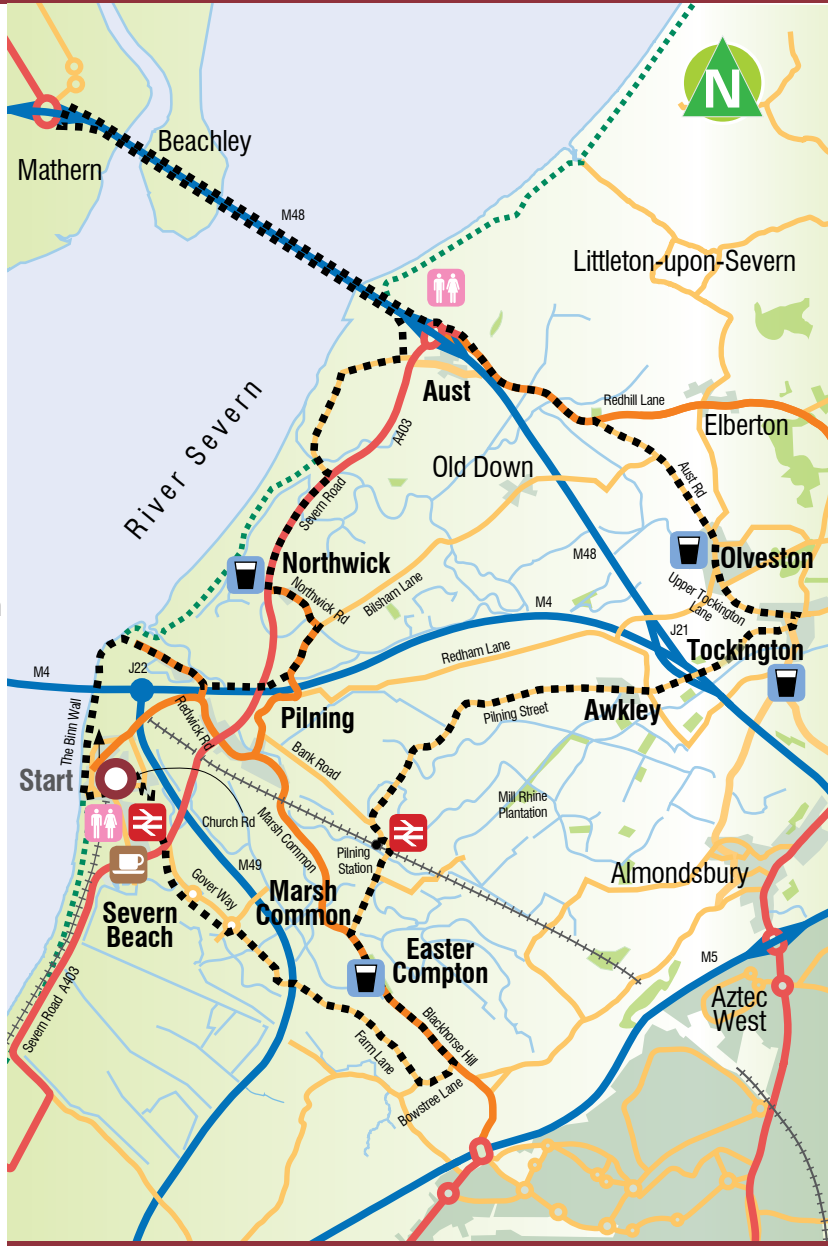 N
Beachley
Mathern
M48
Littleton-upon-Severn
River Severn
Aust
Redhill Lane
Elberton
A403
Old Down
Aust Rd
Severn Road
Northwick
M48
Olveston
Northwick Rd
Bilsham Lane
Upper Tockington
Lane
M4
J21
Redham Lane
Tockington
M4
J22
Pilning Street
Awkley
Redwick Rd
Pilning
The Binn Wall
Bank Road
Start
Mill Rhine
Plantation
Church Rd
Marsh Common
Pilning
Station
Almondsbury
M49
Gover Way
Marsh
Common
Severn
Beach
Easter
Compton
M5
Aztec
West
Severn Road A403
Blackhorse Hill
Farm Lane
Bowstree Lane